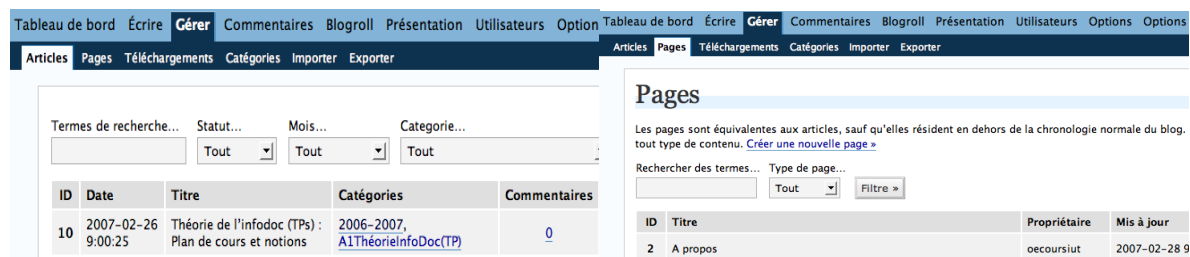 Tableau de bord Écrire Gérer Commentaires Blogroll Présentation Utilisateurs Option
Articles Pages Téléchargements Catégories Importer Exporter
Termes de recherche... Statut... Mois... Categorie...
Tout Tout Tout
ID Date Titre Catégories Commentaires
10 2007-02-26 Théorie de l'infodoc (TPs) : 2006-2007, 0
9:00:25 Plan de cours et notions A1ThéorieInfoDoc(TP)
Tableau de bord Écrire Gérer Commentaires Blogroll Présentation Utilisateurs Options Options
Articles Pages Téléchargements Catégories Importer Exporter
Pages
Les pages sont équivalentes aux articles, sauf qu'elles résident en dehors de la chronologie normale du blog.
tout type de contenu. Créer une nouvelle page »
Rechercher des termes... Type de page...
Tout Filtre »
ID Titre Propriétaire Mis à jour
2 A propos oecoursiut 2007-02-28 9